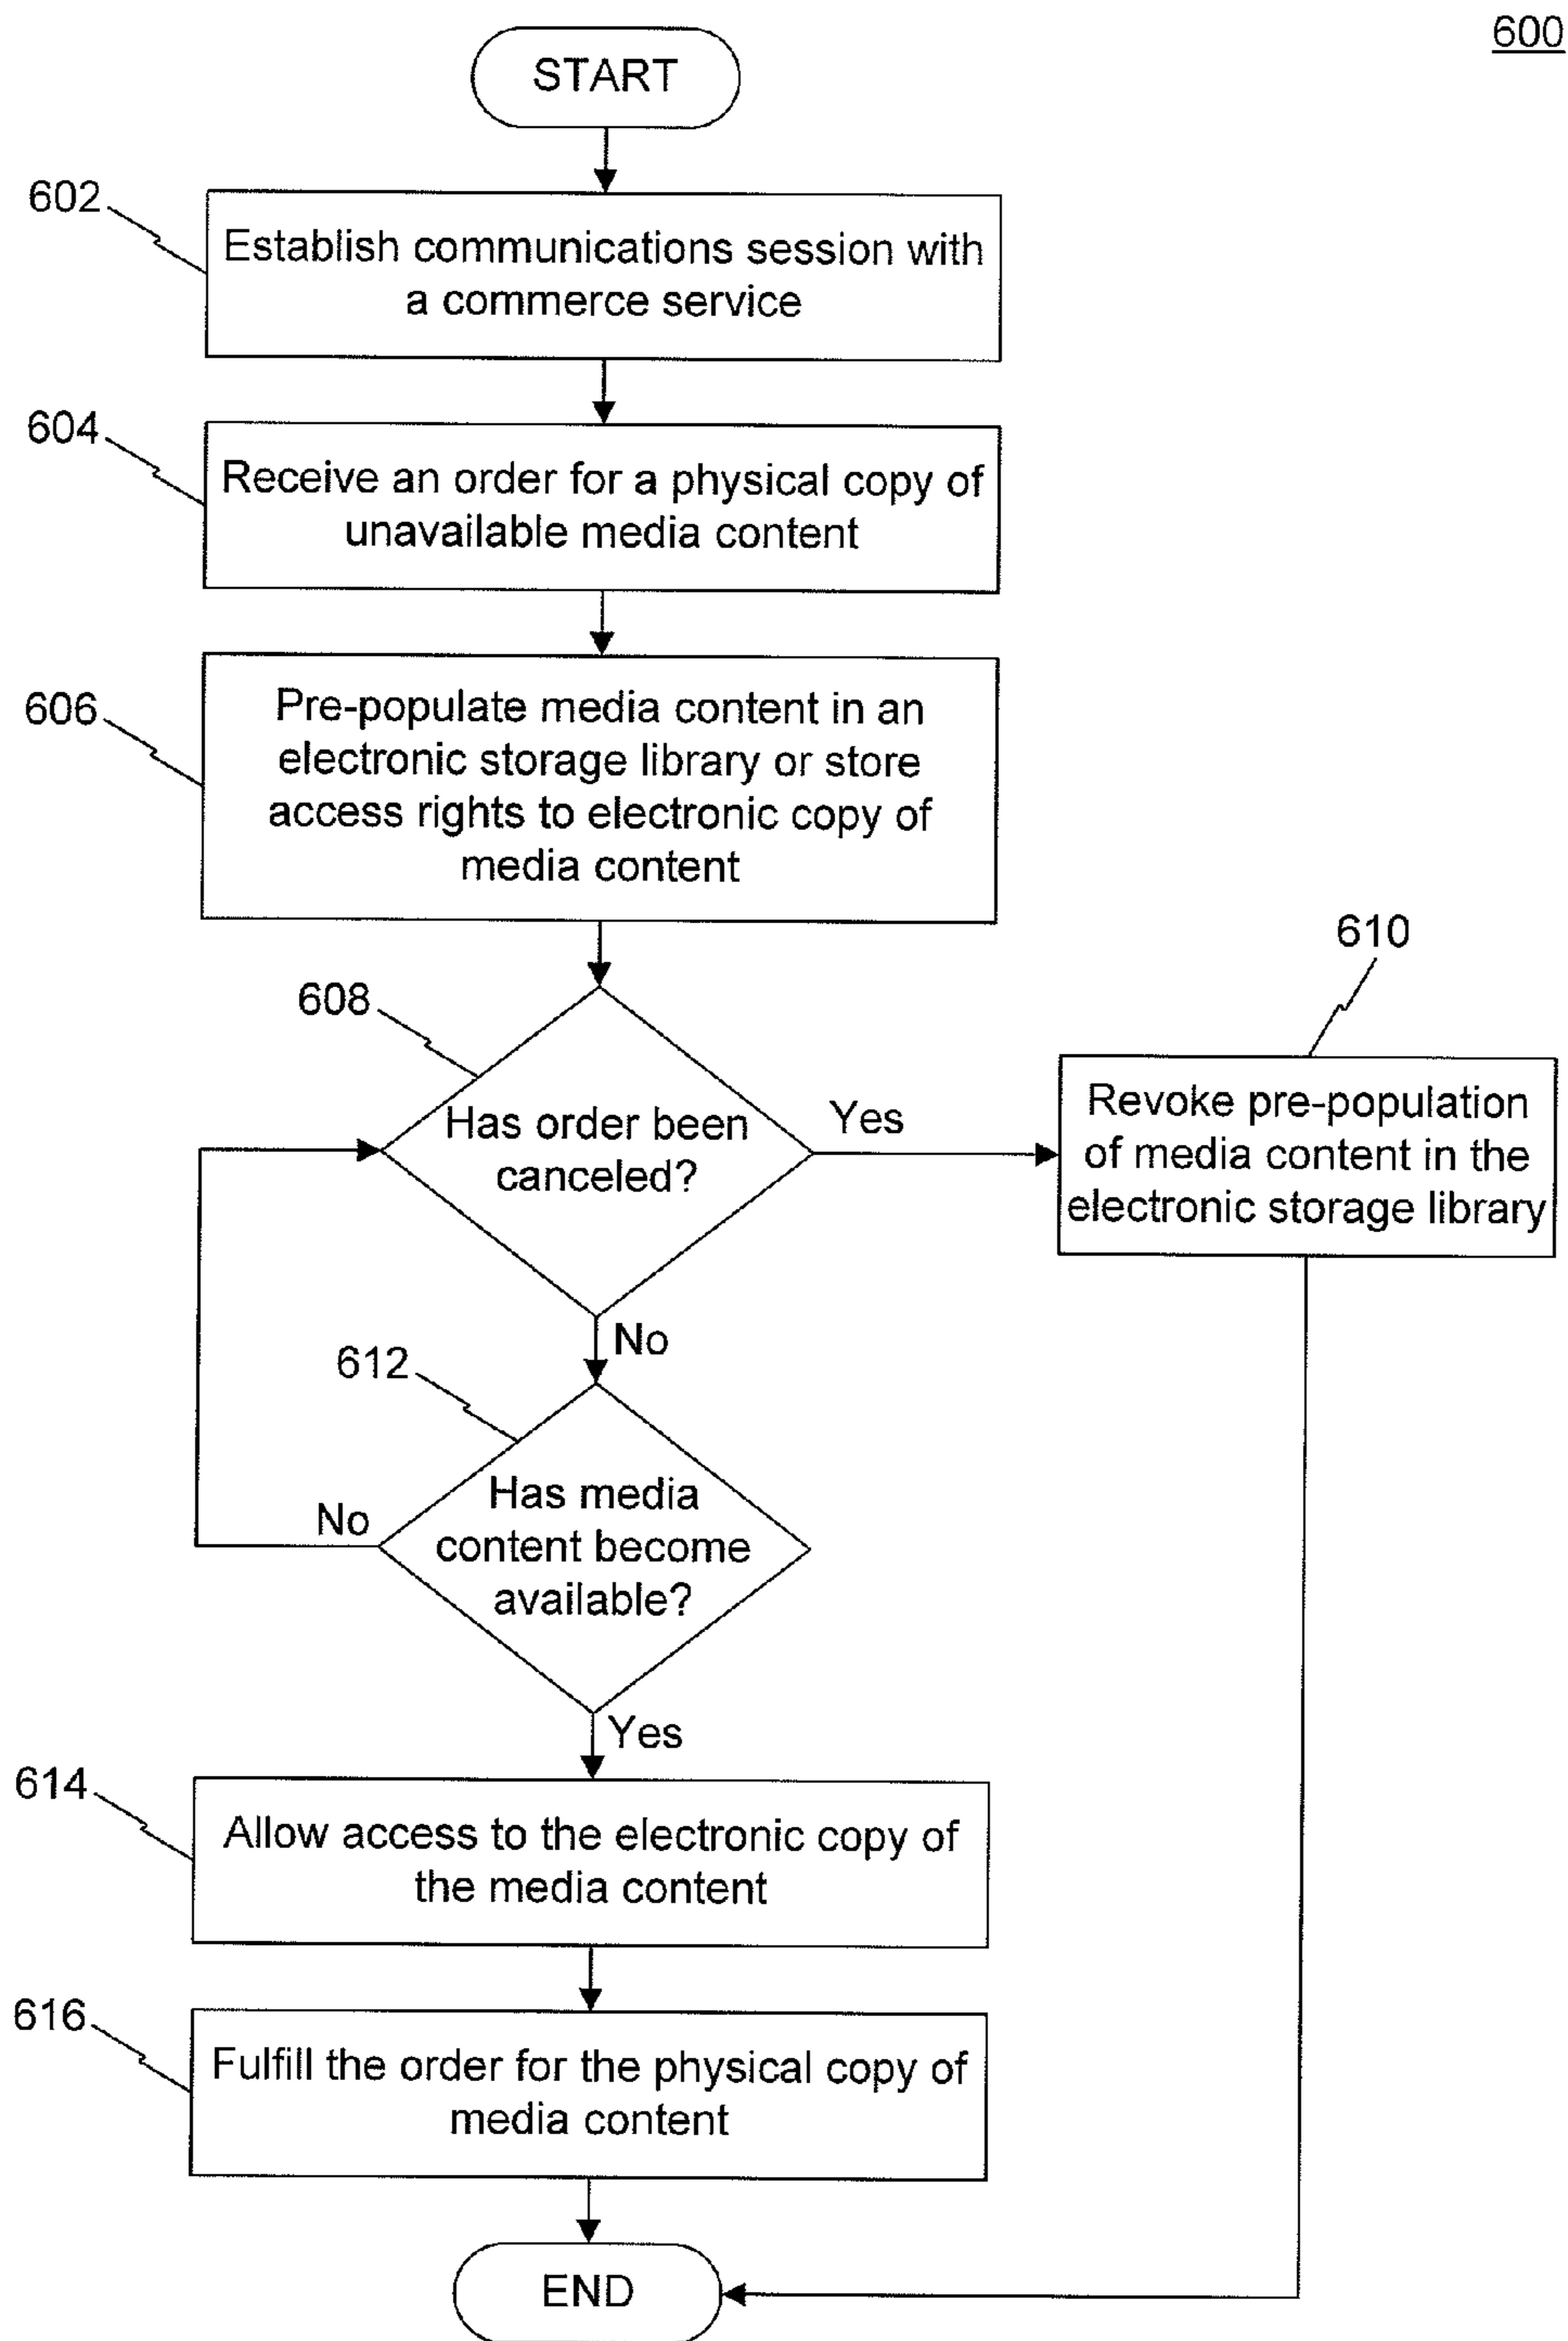 600
START
602
Establish communications session with
a commerce service
604
Receive an order for a physical copy of
unavailable media content
606
Pre-populate media content in an
electronic storage library or store
access rights to electronic copy of
media content
608
Has order been
canceled?
Yes
610
Revoke pre-population
of media content in the
electronic storage library
No
612
Has media
content become
available?
No
Yes
614
Allow access to the electronic copy of
the media content
616
Fulfill the order for the physical copy of
media content
END